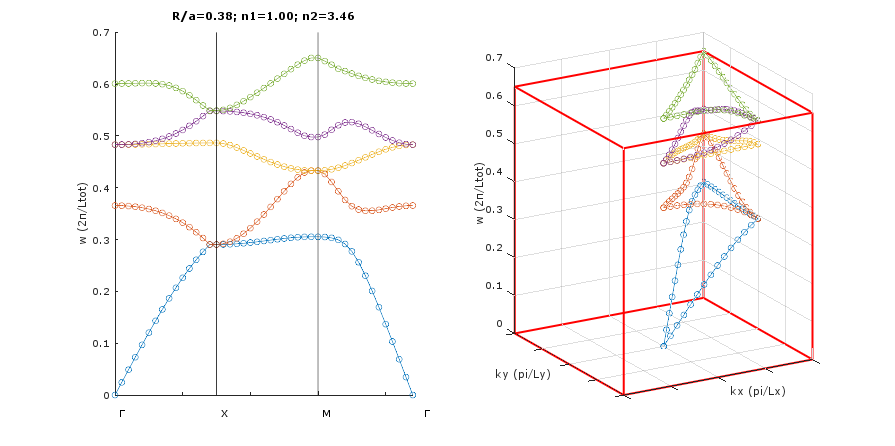 R/a=0.38; n1=1.00; n2=3.46
0.7
0.6
0.5
0.4
0.3
0.2
0.1
0
w (2π/Ltot)
Γ X M Γ
0.7
0.6
0.5
0.4
0.3
0.2
0.1
0
w (2π/Ltot)
ky (pi/Ly)
kx (pi/Lx)